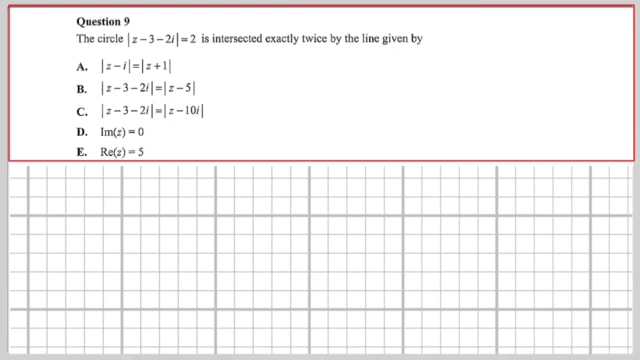 Question 9
The circle |z − 3 − 2i| = 2 is intersected exactly twice by the line given by
A. |z − i| = |z + 1|
B. |z − 3 − 2i| = |z − 5|
C. |z − 3 − 2i| = |z − 10i|
D. Im(z) = 0
E. Re(z) = 5